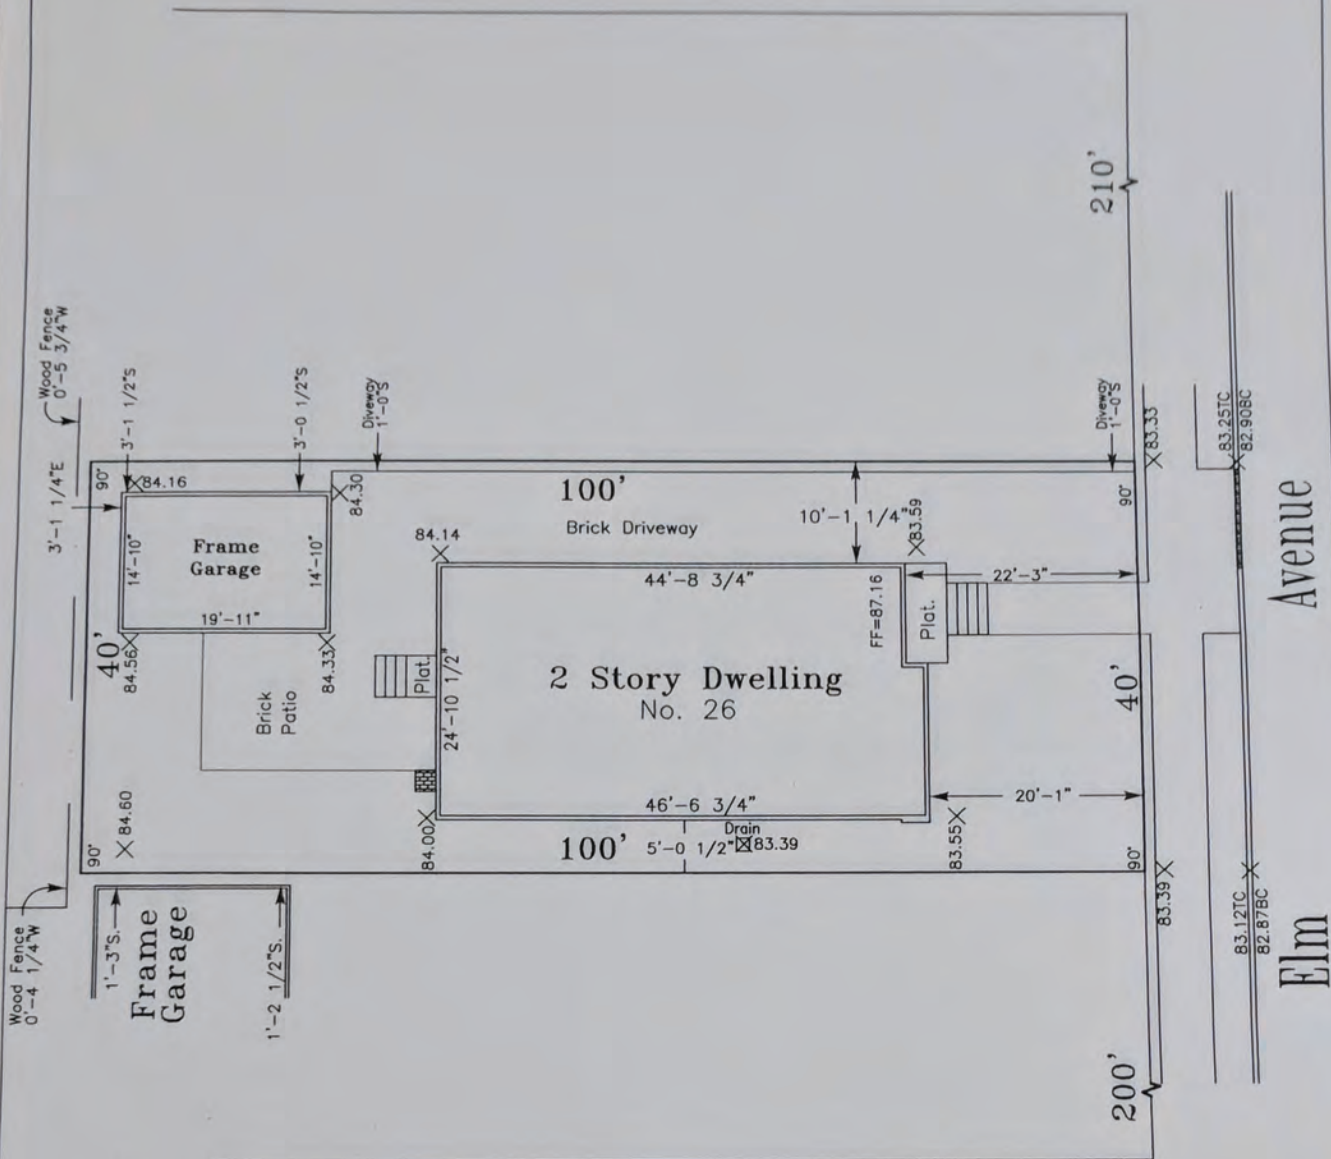 210'
Wood Fence
0'-5 3/4"W
3'-1 1/2"S
3'-0 1/2"S
Diveway
1'-0"S
Diveway
1'-0"S
83.33
83.25TC
82.90BC
3'-1 1/4"E
90°
84.16
84.30
100'
Brick Driveway
10'-1 1/4"
83.59
90°
14'-10"
Frame
Garage
14'-10"
19'-11"
84.14
44'-8 3/4"
FF=87.16
22'-3"
Plat.
40'
84.56
84.33
Brick
Patio
Plat.
24'-10 1/2"
2 Story Dwelling
No. 26
40'
Avenue
46'-6 3/4"
20'-1"
90°
84.60
84.00
100'
5'-0 1/2"
Drain
83.39
83.55
90°
83.39
83.12TC
82.87BC
Wood Fence
0'-4 1/4"W
1'-3"S.
Frame
Garage
1'-2 1/2"S.
Elm
200'